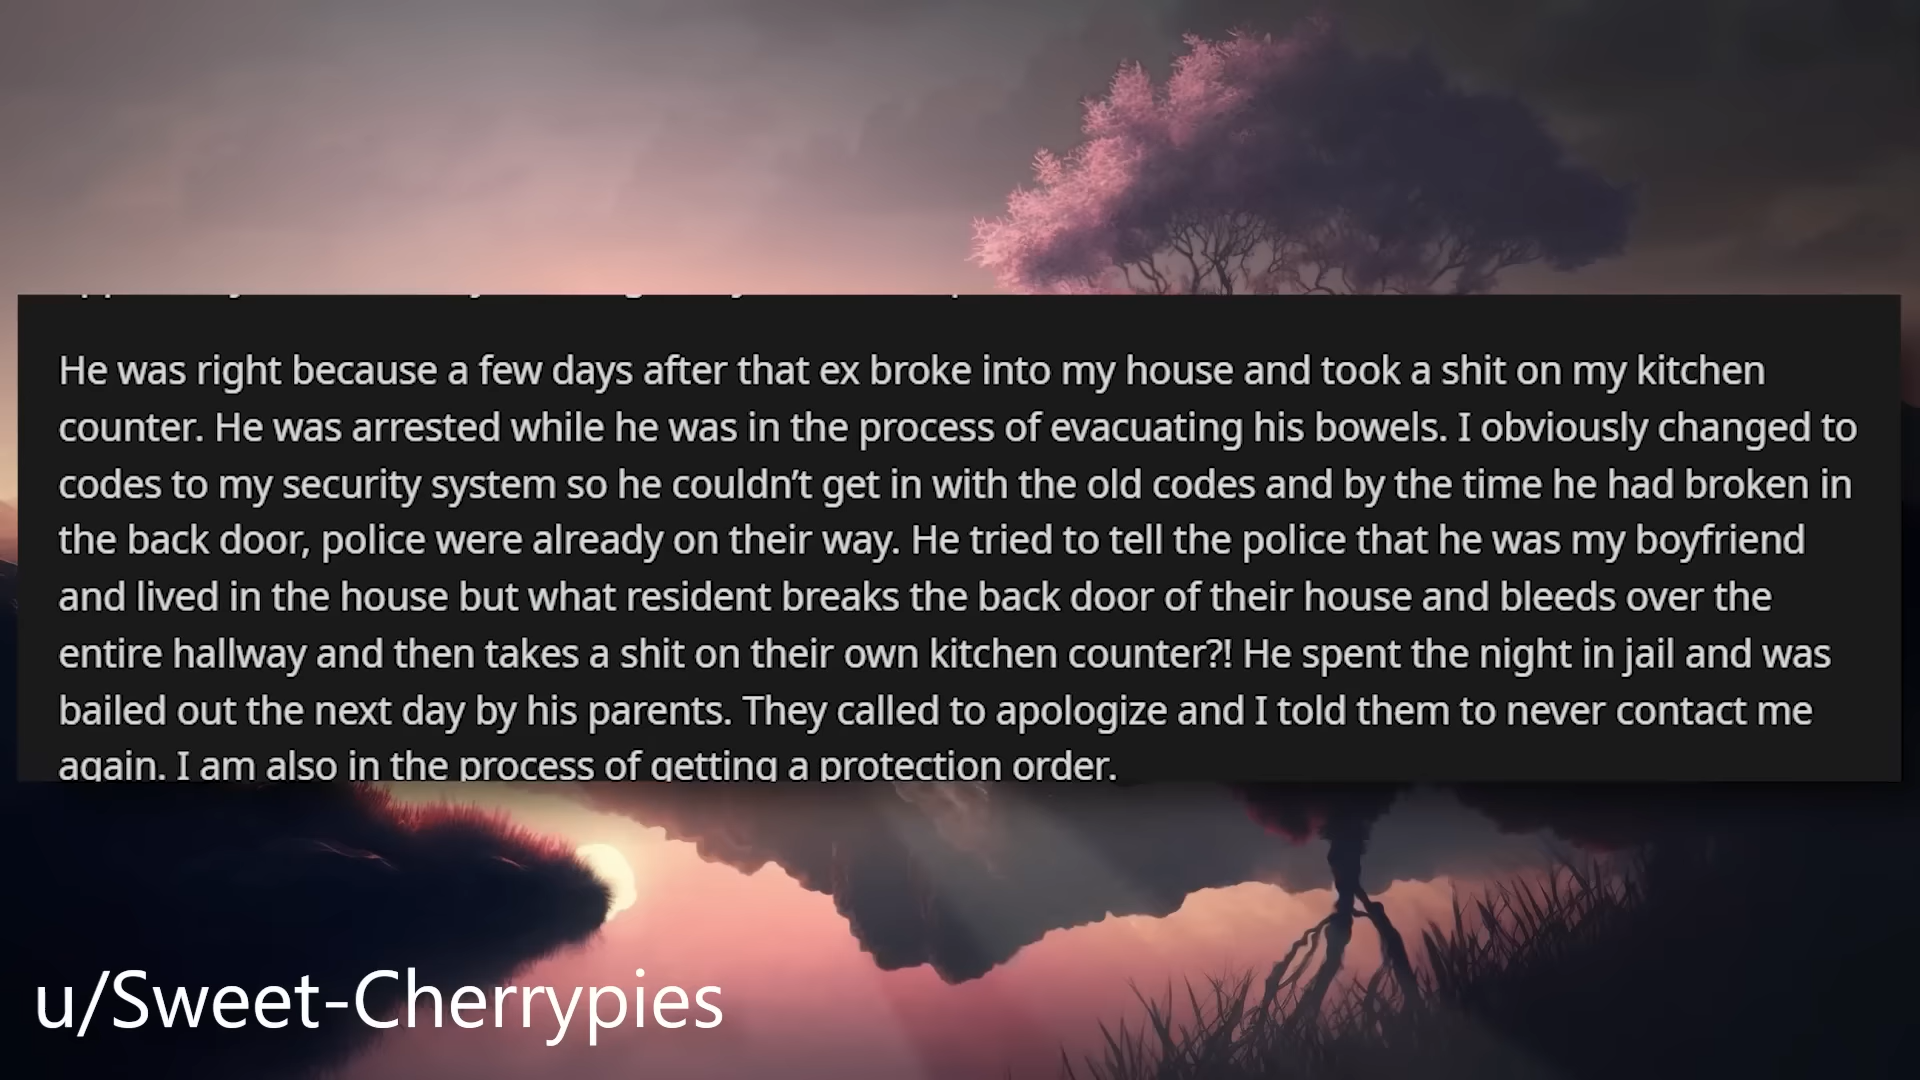 He was right because a few days after that ex broke into my house and took a shit on my kitchen
counter. He was arrested while he was in the process of evacuating his bowels. I obviously changed to
codes to my security system so he couldn’t get in with the old codes and by the time he had broken in
the back door, police were already on their way. He tried to tell the police that he was my boyfriend
and lived in the house but what resident breaks the back door of their house and bleeds over the
entire hallway and then takes a shit on their own kitchen counter?! He spent the night in jail and was
bailed out the next day by his parents. They called to apologize and I told them to never contact me
again. I am also in the process of getting a protection order.
u/Sweet-Cherrypies